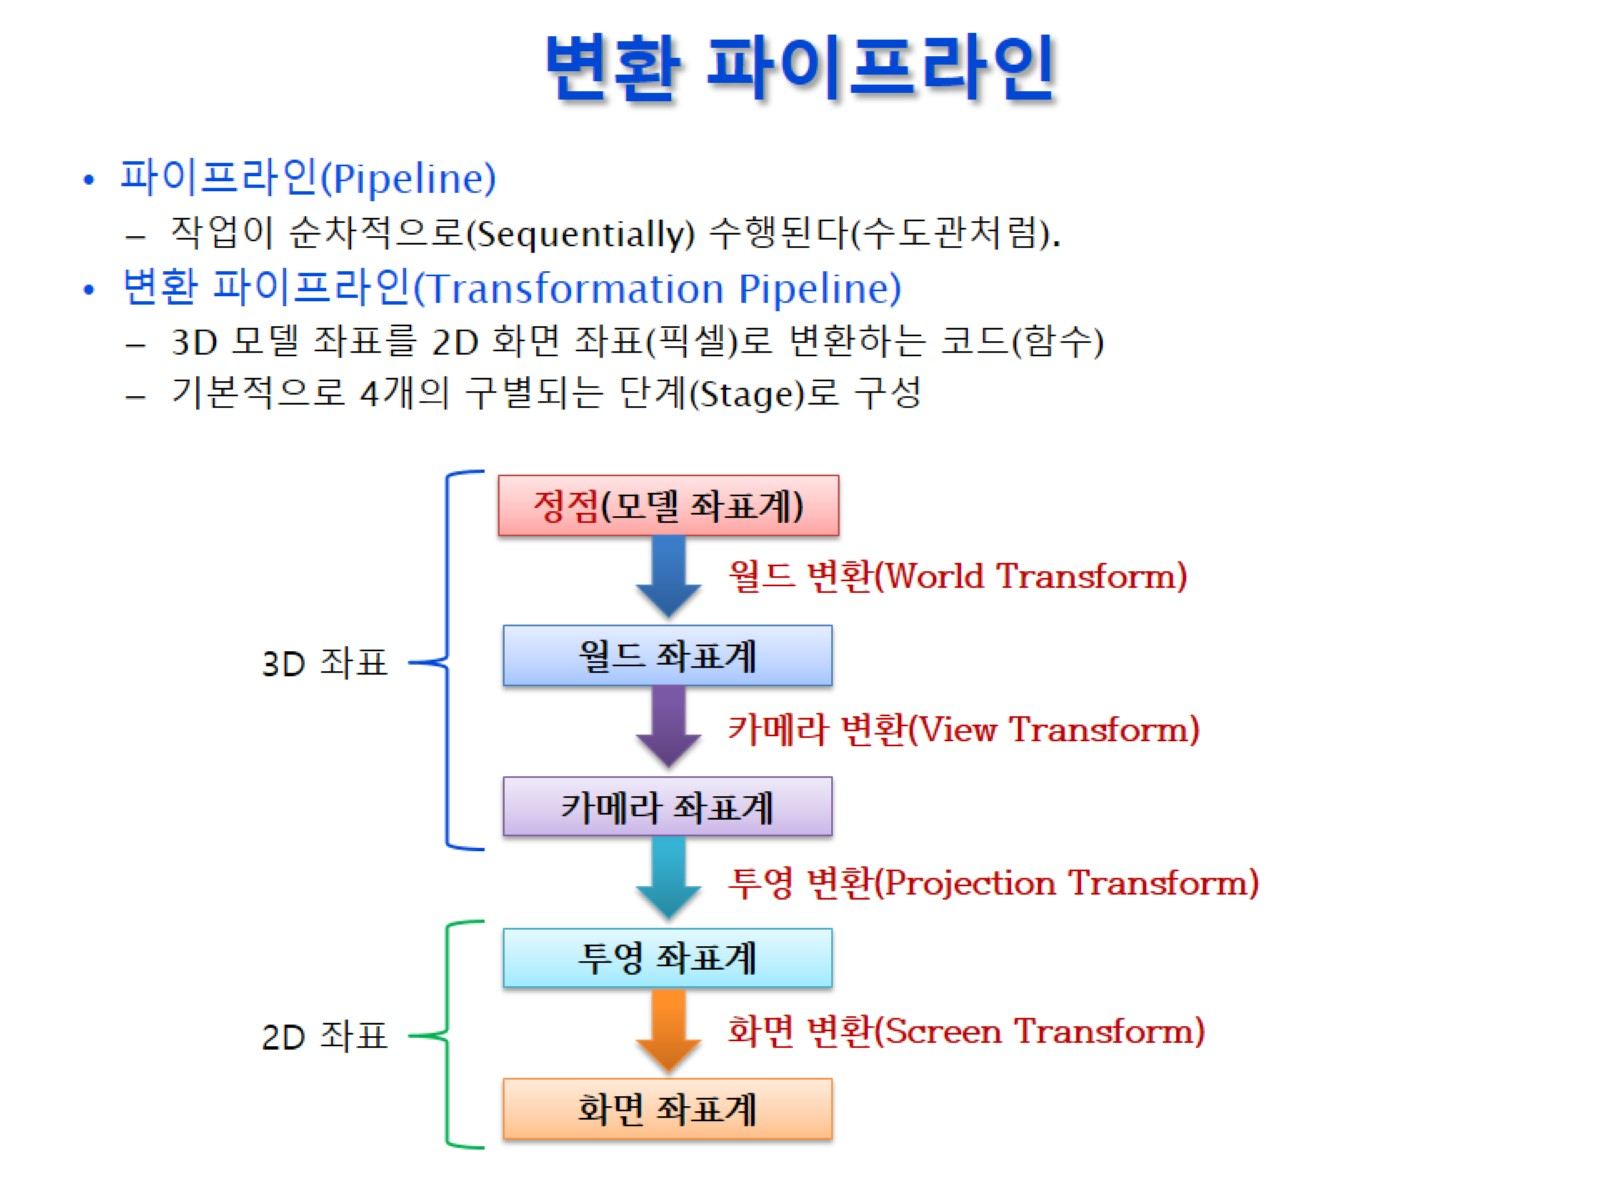 변환 파이프라인
• 파이프라인(Pipeline)
– 작업이 순차적으로(Sequentially) 수행된다(수도관처럼).
• 변환 파이프라인(Transformation Pipeline)
– 3D 모델 좌표를 2D 화면 좌표(픽셀)로 변환하는 코드(함수)
– 기본적으로 4개의 구별되는 단계(Stage)로 구성
정점(모델 좌표계)
월드 변환(World Transform)
3D 좌표
월드 좌표계
카메라 변환(View Transform)
카메라 좌표계
투영 변환(Projection Transform)
투영 좌표계
2D 좌표
화면 변환(Screen Transform)
화면 좌표계